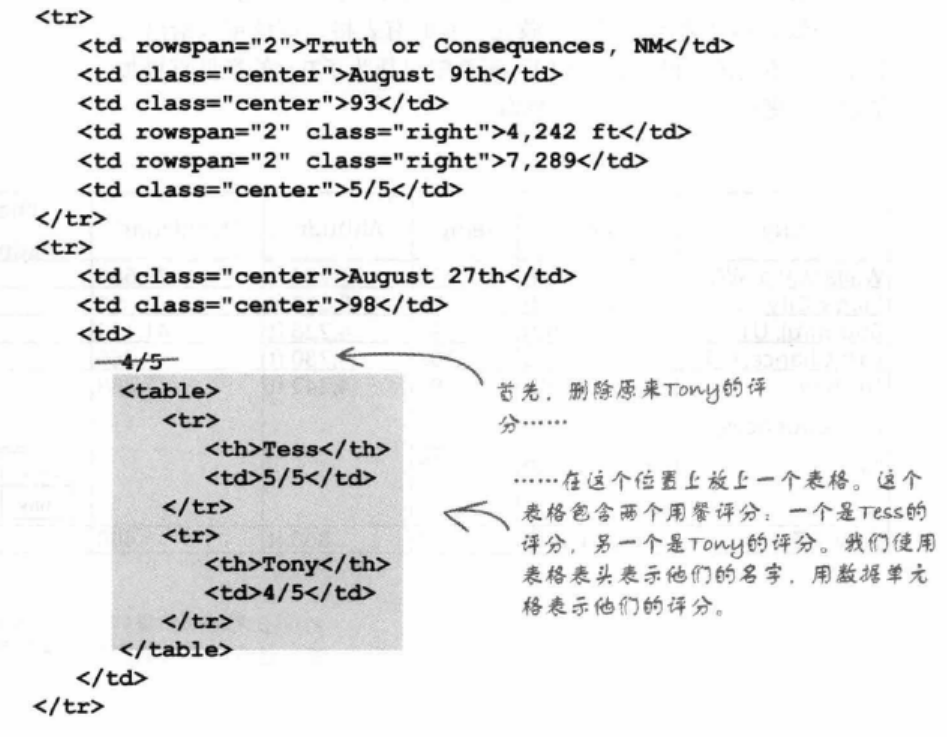 <tr>
<td rowspan="2">Truth or Consequences, NM</td>
<td class="center">August 9th</td>
<td class="center">93</td>
<td rowspan="2" class="right">4,242 ft</td>
<td rowspan="2" class="right">7,289</td>
<td class="center">5/5</td>
</tr>
<tr>
<td class="center">August 27th</td>
<td class="center">98</td>
<td>
4/5
<table>
<tr>
<th>Tess</th>
<td>5/5</td>
</tr>
<tr>
<th>Tony</th>
<td>4/5</td>
</tr>
</table>
</td>
</tr>
首先，删除原来Tony的评
分……
……在这个位置上放上一个表格。这个
表格包含两个用餐评分：一个是Tess的
评分，另一个是Tony的评分。我们使用
表格表头表示他们的名字，用数据单元
格表示他们的评分。